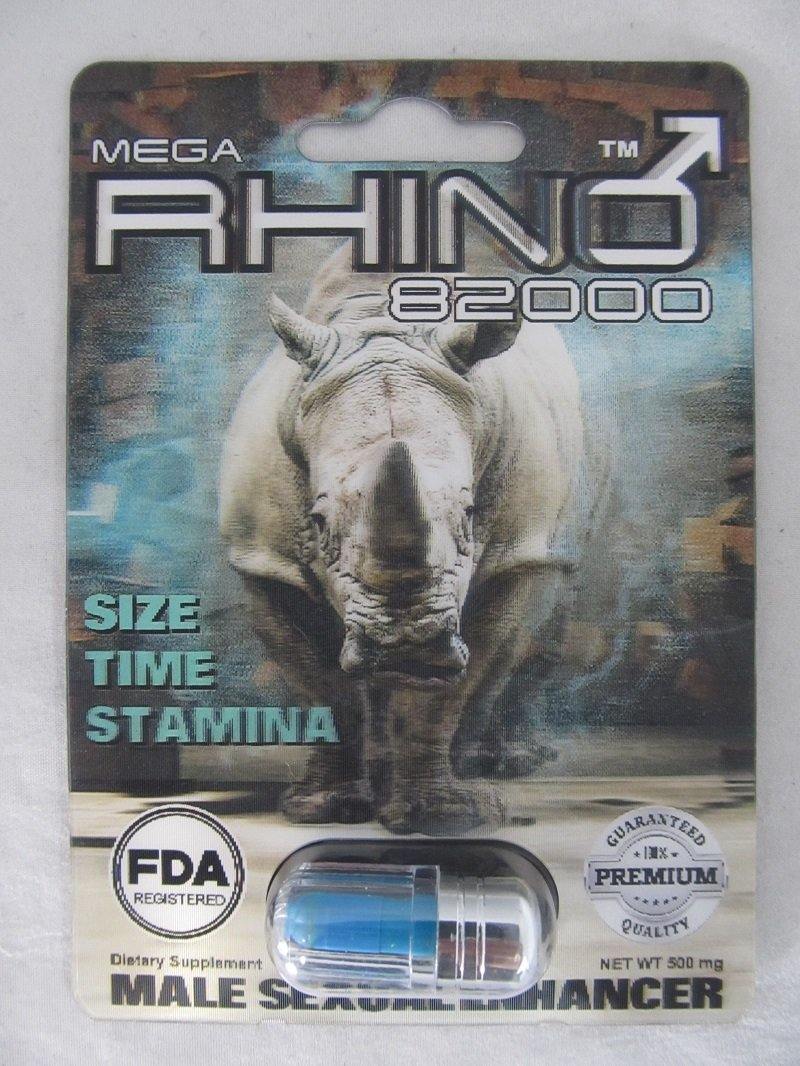 MEGA
RHINO TM
82000
SIZE
TIME
STAMINA
FDA
REGISTERED
GUARANTEED
PREMIUM
QUALITY
Dietary Supplement
NET WT 500 mg
MALE SEXUAL ENHANCER